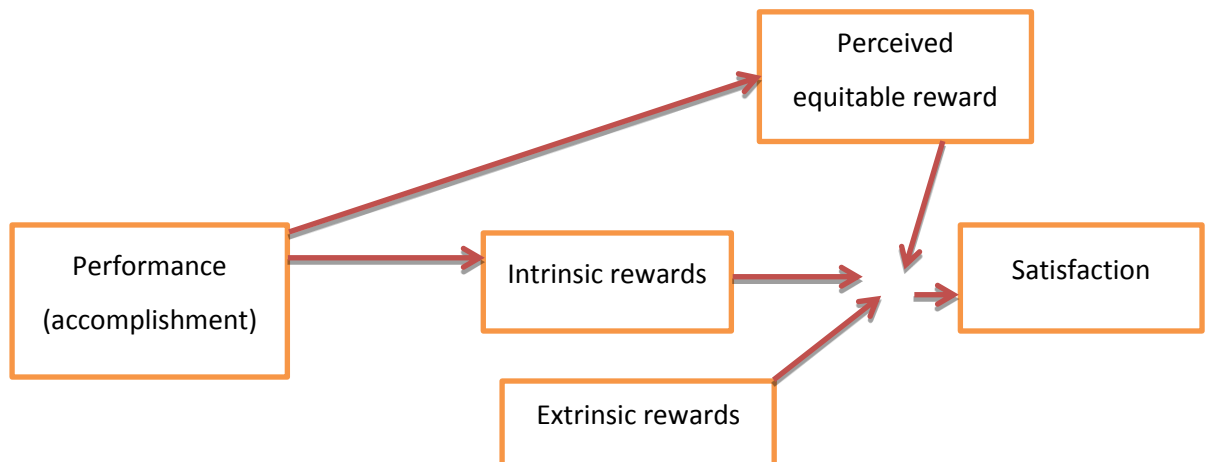 Perceived
equitable reward
Performance
(accomplishment)
Intrinsic rewards
Satisfaction
Extrinsic rewards